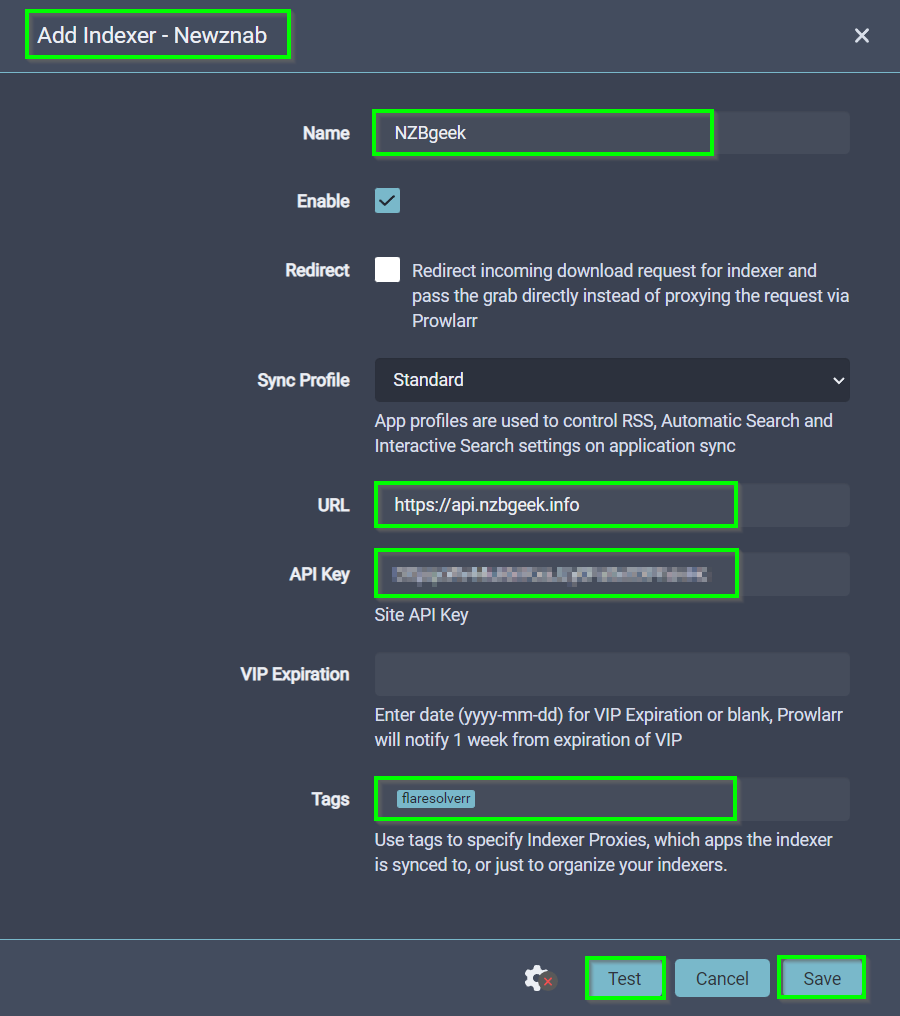 Add Indexer - Newznab
Name
NZBgeek
Enable
Redirect
Redirect incoming download request for indexer and
pass the grab directly instead of proxying the request via
Prowlarr
Sync Profile
Standard
App profiles are used to control RSS, Automatic Search and
Interactive Search settings on application sync
URL
https://api.nzbgeek.info
API Key
Site API Key
VIP Expiration
Enter date (yyyy-mm-dd) for VIP Expiration or blank, Prowlarr
will notify 1 week from expiration of VIP
Tags
flaresolverr
Use tags to specify Indexer Proxies, which apps the indexer
is synced to, or just to organize your indexers.
Test
Cancel
Save